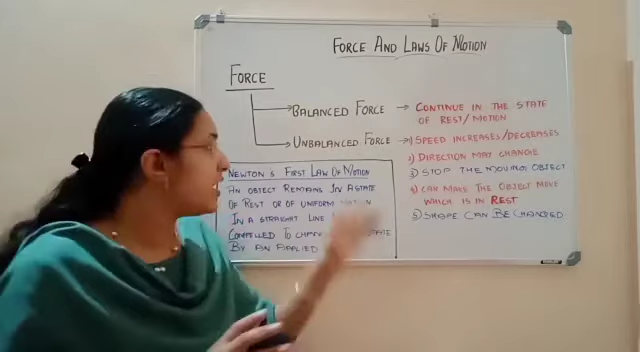 FORCE AND LAWS OF MOTION
FORCE
BALANCED FORCE → CONTINUE IN THE STATE
OF REST/MOTION
UNBALANCED FORCE → 1) SPEED INCREASES/DECREASES
2) DIRECTION MAY CHANGE
3) STOP THE MOVING OBJECT
4) CAN MAKE THE OBJECT MOVE
WHICH IS IN REST
5) SHAPE CAN BE CHANGED
NEWTON'S FIRST LAW OF MOTION
AN OBJECT REMAINS IN A STATE
OF REST OR OF UNIFORM MOTION
IN A STRAIGHT LINE
COMPELLED TO
BY AN APPLIED